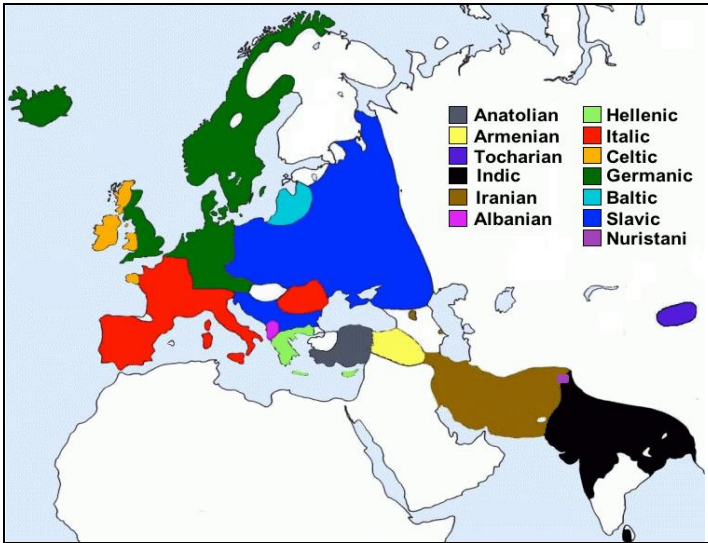 Anatolian
Armenian
Tocharian
Indic
Iranian
Albanian
Hellenic
Italic
Celtic
Germanic
Baltic
Slavic
Nuristani